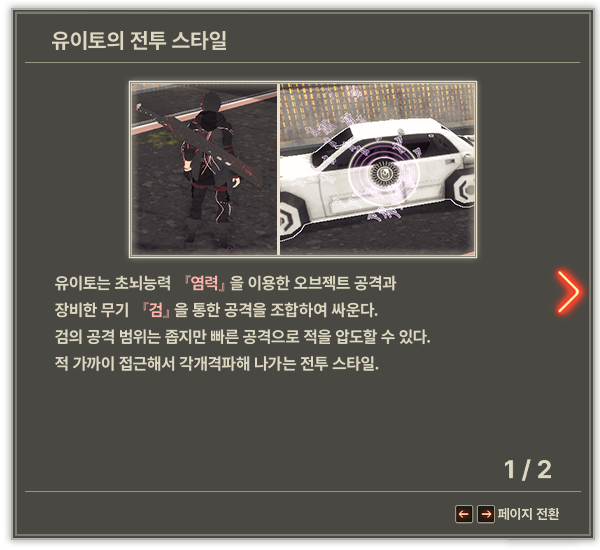 유이토의 전투 스타일
유이토는 초뇌능력 『염력』을 이용한 오브젝트 공격과
장비한 무기 『검』을 통한 공격을 조합하여 싸운다.
검의 공격 범위는 좁지만 빠른 공격으로 적을 압도할 수 있다.
적 가까이 접근해서 각개격파해 나가는 전투 스타일.
1 / 2
← → 페이지 전환